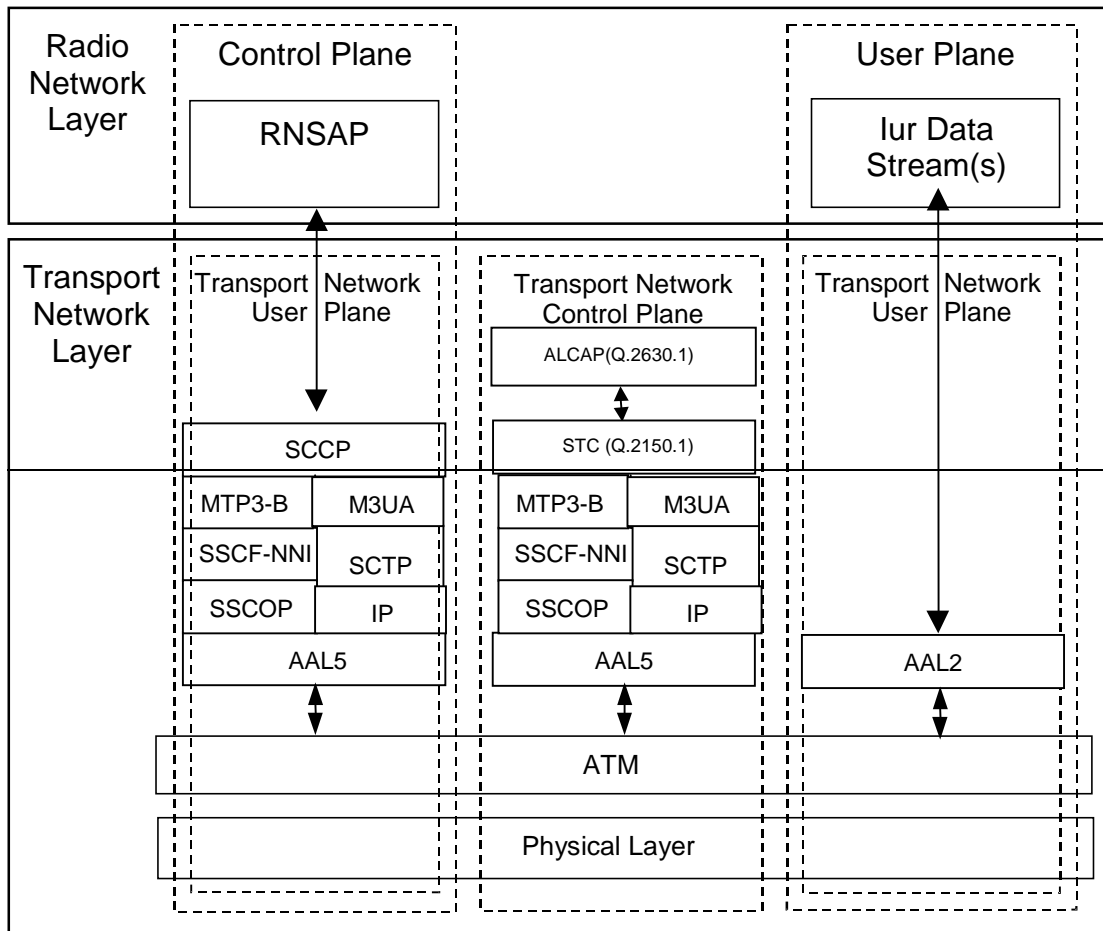 Radio
Network
Layer
Control Plane
RNSAP
User Plane
Iur Data
Stream(s)
Transport
Network
Layer
Transport Network
User Plane
Transport Network
Control Plane
ALCAP(Q.2630.1)
Transport Network
User Plane
SCCP
STC (Q.2150.1)
MTP3-B
M3UA
SSCF-NNI
SCTP
SSCOP
IP
AAL5
MTP3-B
M3UA
SSCF-NNI
SCTP
SSCOP
IP
AAL5
AAL2
ATM
Physical Layer